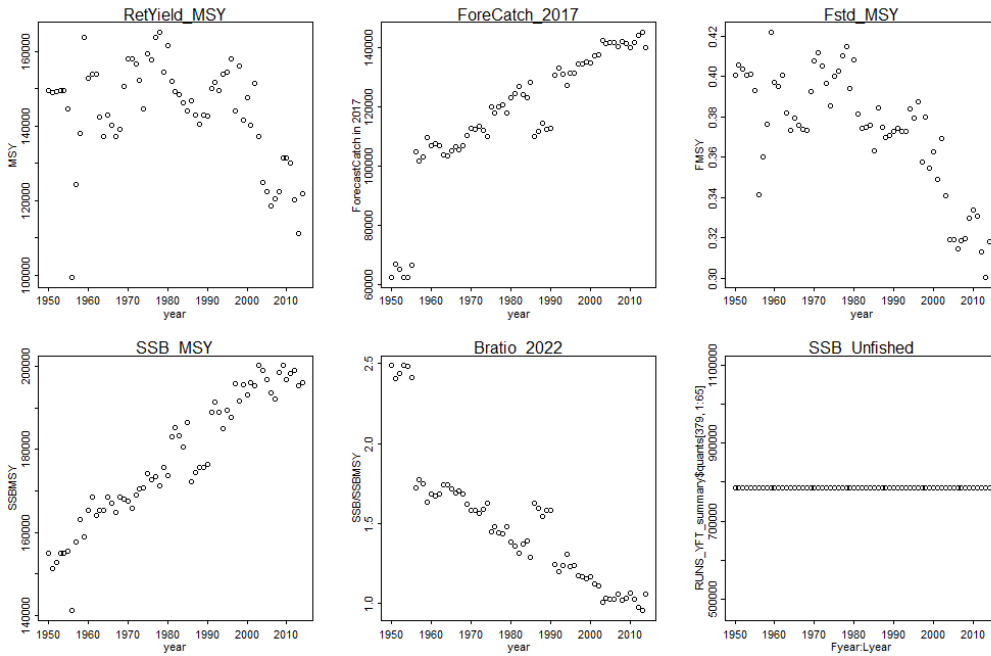 RetYield_MSY
MSY
160000
140000
120000
100000
1950 1960 1970 1980 1990 2000 2010
year
ForeCatch_2017
ForecastCatch in 2017
140000
120000
100000
80000
60000
1950 1960 1970 1980 1990 2000 2010
year
Fstd_MSY
FMSY
0.42
0.40
0.38
0.36
0.34
0.32
0.30
1950 1960 1970 1980 1990 2000 2010
year
SSB_MSY
SSBMSY
200000
180000
160000
140000
1950 1960 1970 1980 1990 2000 2010
year
Bratio_2022
SSB/SSBMSY
2.5
2.0
1.5
1.0
1950 1960 1970 1980 1990 2000 2010
year
SSB_Unfished
RUNS_YFT_summary$quants[379, 1:65]
1100000
900000
700000
500000
1950 1960 1970 1980 1990 2000 2010
Fyear:Lyear